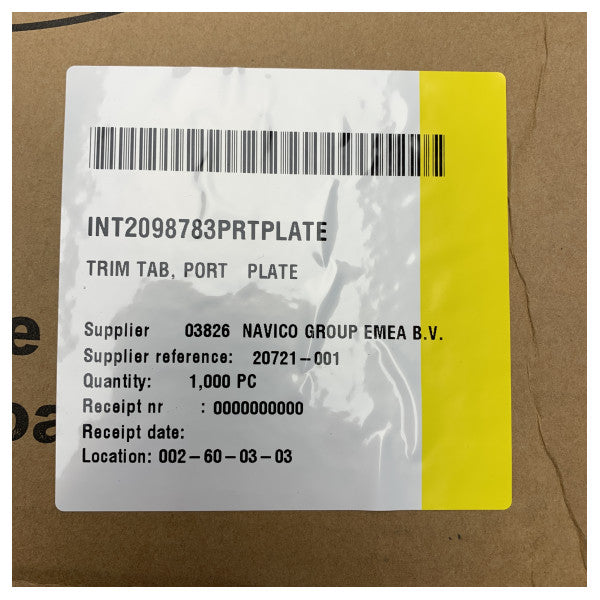 INT2098783PRTPLATE
TRIM TAB, PORT PLATE
Supplier 03826 NAVICO GROUP EMEA B.V.
Supplier reference: 20721-001
Quantity: 1,000 PC
Receipt nr : 0000000000
Receipt date:
Location: 002-60-03-03